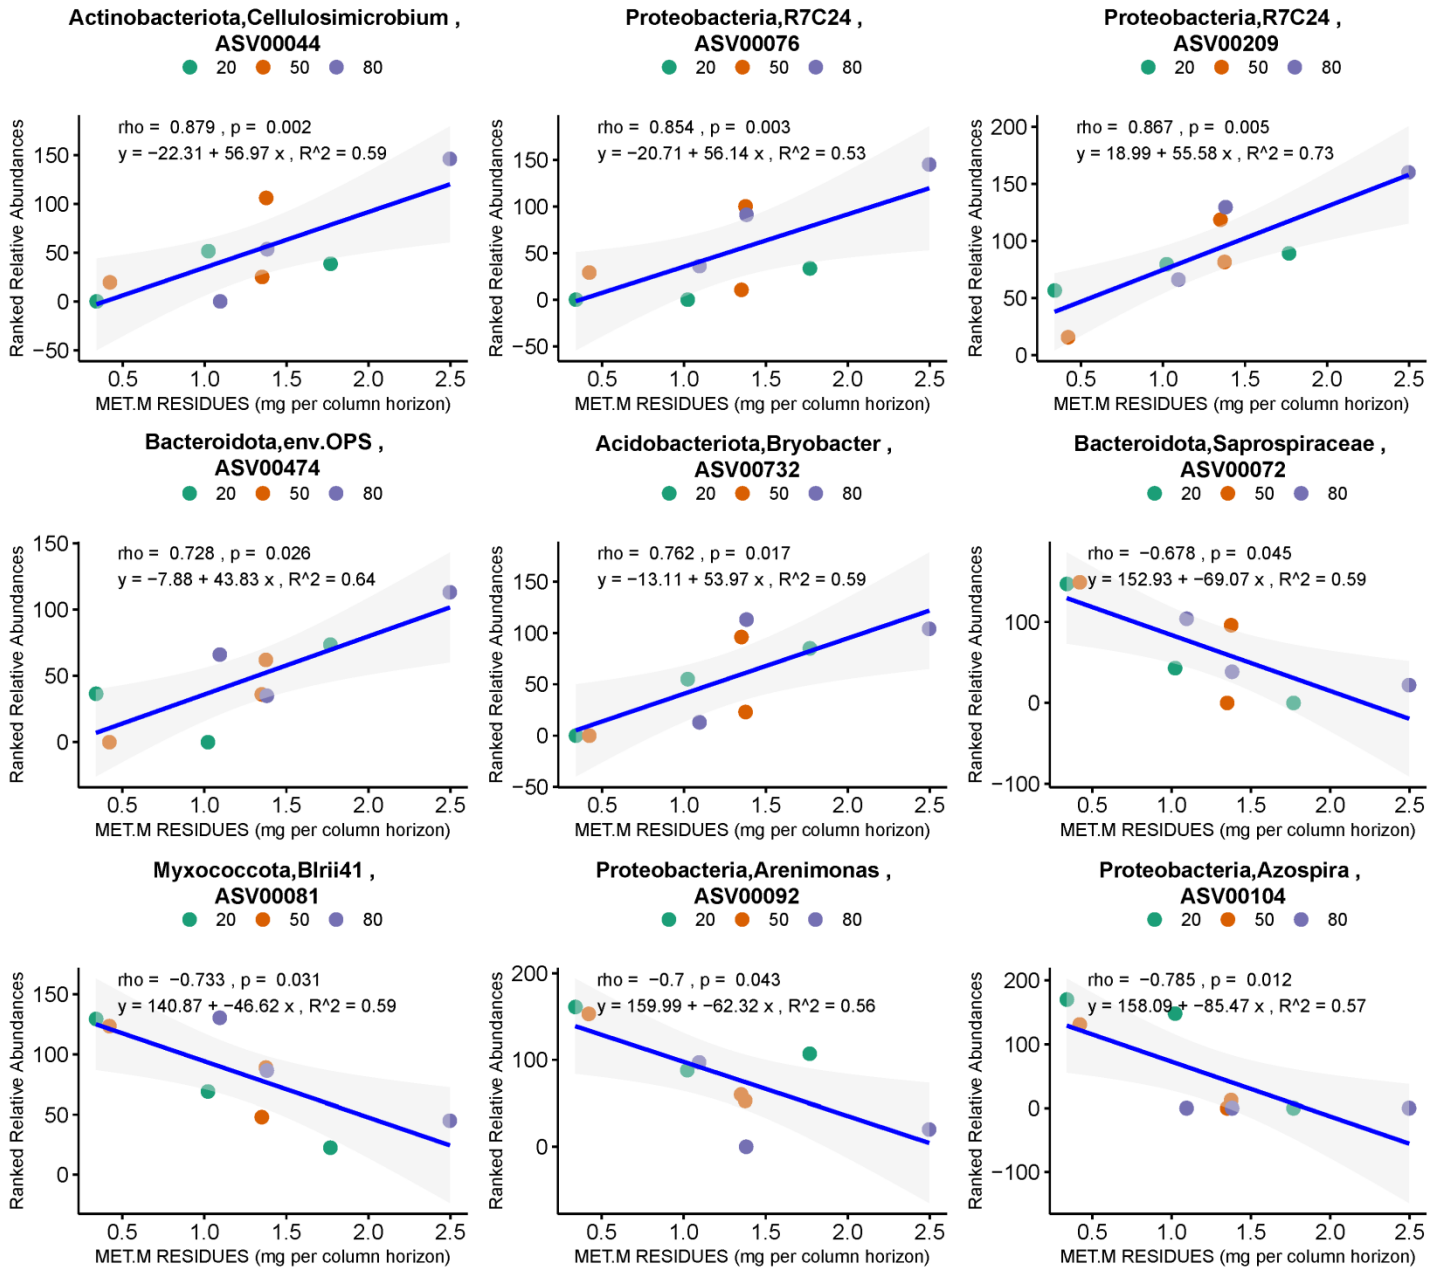 Actinobacteriota,Cellulosimicrobium ,
ASV00044
20 50 80
rho = 0.879 , p = 0.002
y = −22.31 + 56.97 x , R^2 = 0.59
Ranked Relative Abundances
150
100
50
0
−50
0.5 1.0 1.5 2.0 2.5
MET.M RESIDUES (mg per column horizon)
Proteobacteria,R7C24 ,
ASV00076
20 50 80
rho = 0.854 , p = 0.003
y = −20.71 + 56.14 x , R^2 = 0.53
Ranked Relative Abundances
150
100
50
0
−50
0.5 1.0 1.5 2.0 2.5
MET.M RESIDUES (mg per column horizon)
Proteobacteria,R7C24 ,
ASV00209
20 50 80
rho = 0.867 , p = 0.005
y = 18.99 + 55.58 x , R^2 = 0.73
Ranked Relative Abundances
200
150
100
50
0
0.5 1.0 1.5 2.0 2.5
MET.M RESIDUES (mg per column horizon)
Bacteroidota,env.OPS ,
ASV00474
20 50 80
rho = 0.728 , p = 0.026
y = −7.88 + 43.83 x , R^2 = 0.64
Ranked Relative Abundances
150
100
50
0
0.5 1.0 1.5 2.0 2.5
MET.M RESIDUES (mg per column horizon)
Acidobacteriota,Bryobacter ,
ASV00732
20 50 80
rho = 0.762 , p = 0.017
y = −13.11 + 53.97 x , R^2 = 0.59
Ranked Relative Abundances
150
100
50
0
−50
0.5 1.0 1.5 2.0 2.5
MET.M RESIDUES (mg per column horizon)
Bacteroidota,Saprospiraceae ,
ASV00072
20 50 80
rho = −0.678 , p = 0.045
y = 152.93 + −69.07 x , R^2 = 0.59
Ranked Relative Abundances
100
0
−100
0.5 1.0 1.5 2.0 2.5
MET.M RESIDUES (mg per column horizon)
Myxococcota,Blrii41 ,
ASV00081
20 50 80
rho = −0.733 , p = 0.031
y = 140.87 + −46.62 x , R^2 = 0.59
Ranked Relative Abundances
150
100
50
0
0.5 1.0 1.5 2.0 2.5
MET.M RESIDUES (mg per column horizon)
Proteobacteria,Arenimonas ,
ASV00092
20 50 80
rho = −0.7 , p = 0.043
y = 159.99 + −62.32 x , R^2 = 0.56
Ranked Relative Abundances
200
100
0
0.5 1.0 1.5 2.0 2.5
MET.M RESIDUES (mg per column horizon)
Proteobacteria,Azospira ,
ASV00104
20 50 80
rho = −0.785 , p = 0.012
y = 158.09 + −85.47 x , R^2 = 0.57
Ranked Relative Abundances
200
100
0
−100
0.5 1.0 1.5 2.0 2.5
MET.M RESIDUES (mg per column horizon)